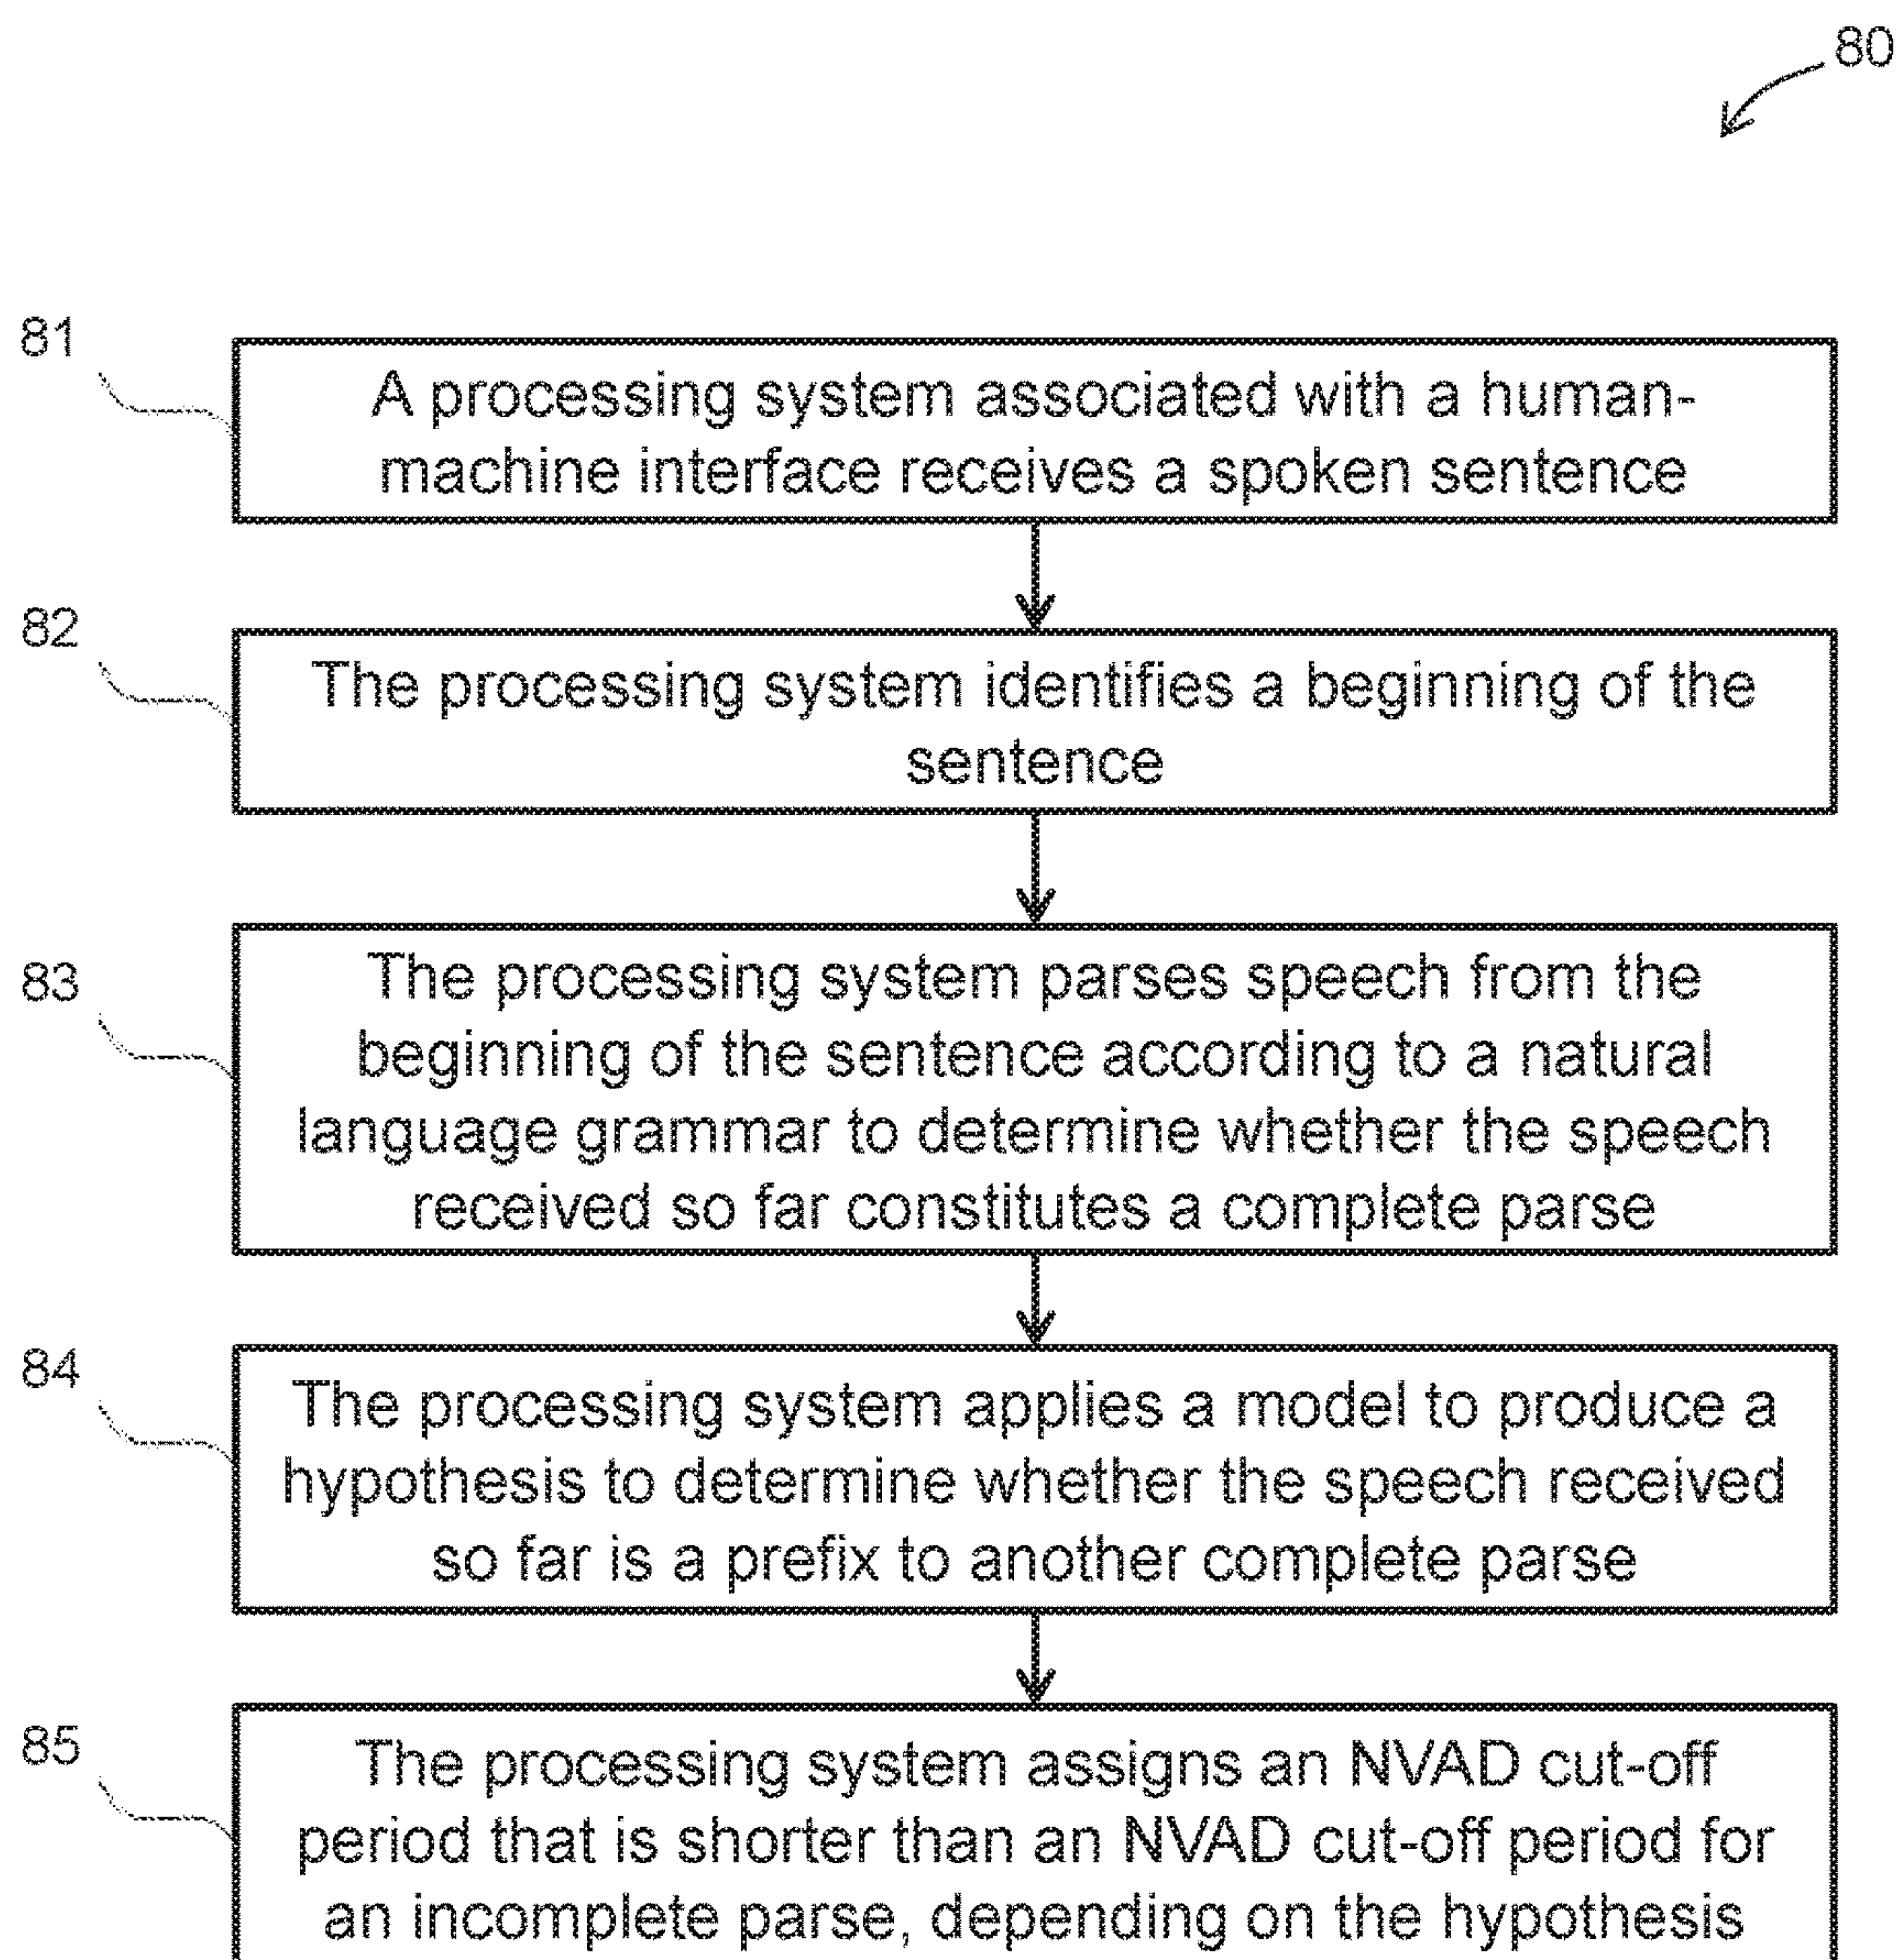 80
81
A processing system associated with a human-
machine interface receives a spoken sentence
82
The processing system identifies a beginning of the
sentence
83
The processing system parses speech from the
beginning of the sentence according to a natural
language grammar to determine whether the speech
received so far constitutes a complete parse
84
The processing system applies a model to produce a
hypothesis to determine whether the speech received
so far is a prefix to another complete parse
85
The processing system assigns an NVAD cut-off
period that is shorter than an NVAD cut-off period for
an incomplete parse, depending on the hypothesis